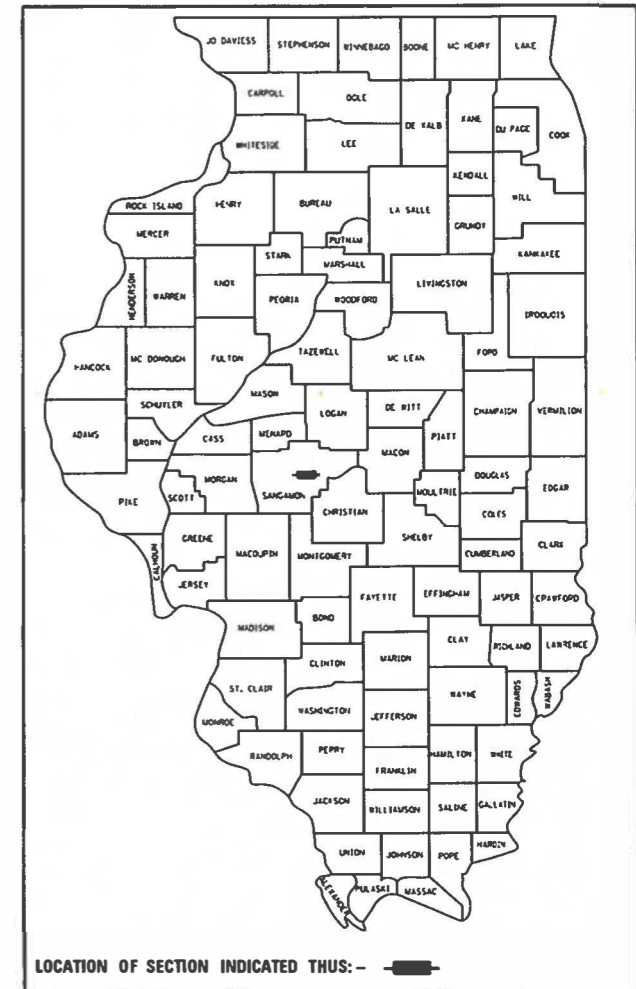 JO DAVIESS STEPHENSON WINNEBAGO BOONE MC HENRY LAKE
CARROLL OGLE
DE KALB KANE DU PAGE COOK
WHITESIDE LEE
KENDALL WILL
ROCK ISLAND HENRY BUREAU LA SALLE
GRUNDY
MERCER PUTNAM
STARK MARSHALL KANKAKEE
HENDERSON WARREN KNOX PEORIA WOODFORD LIVINGSTON
IROQUOIS
HANCOCK MC DONOUGH FULTON TAZEWELL MC LEAN FORD
MASON
SCHUYLER LOGAN DE WITT CHAMPAIGN VERMILION
ADAMS BROWN CASS MENARD PIATT
MACON
MORGAN DOUGLAS
PIKE SCOTT SANGAMON MOULTRIE EDGAR
CHRISTIAN COLES
GREENE SHELBY
CALHOUN MACOUPIN MONTGOMERY CUMBERLAND CLARK
JERSEY
FAYETTE EFFINGHAM JASPER CRAWFORD
MADISON BOND
CLAY RICHLAND LAWRENCE
CLINTON MARION
ST. CLAIR WAYNE EDWARDS WABASH
WASHINGTON JEFFERSON
MONROE
RANDOLPH PERRY HAMILTON WHITE
FRANKLIN
JACKSON WILLIAMSON SALINE GALLATIN
UNION JOHNSON POPE HARDIN
ALEXANDER PULASKI MASSAC
LOCATION OF SECTION INDICATED THUS:-